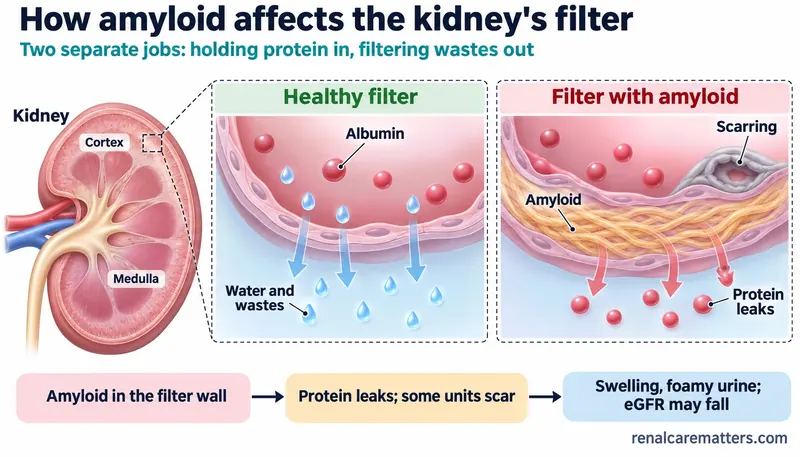 How amyloid affects the kidney's filter
Two separate jobs: holding protein in, filtering wastes out
Kidney
Cortex
Medulla
Healthy filter
Albumin
Water and
wastes
Filter with amyloid
Scarring
Amyloid
Protein
leaks
Amyloid in the filter wall
Protein leaks; some units scar
Swelling, foamy urine;
eGFR may fall
renalcarematters.com